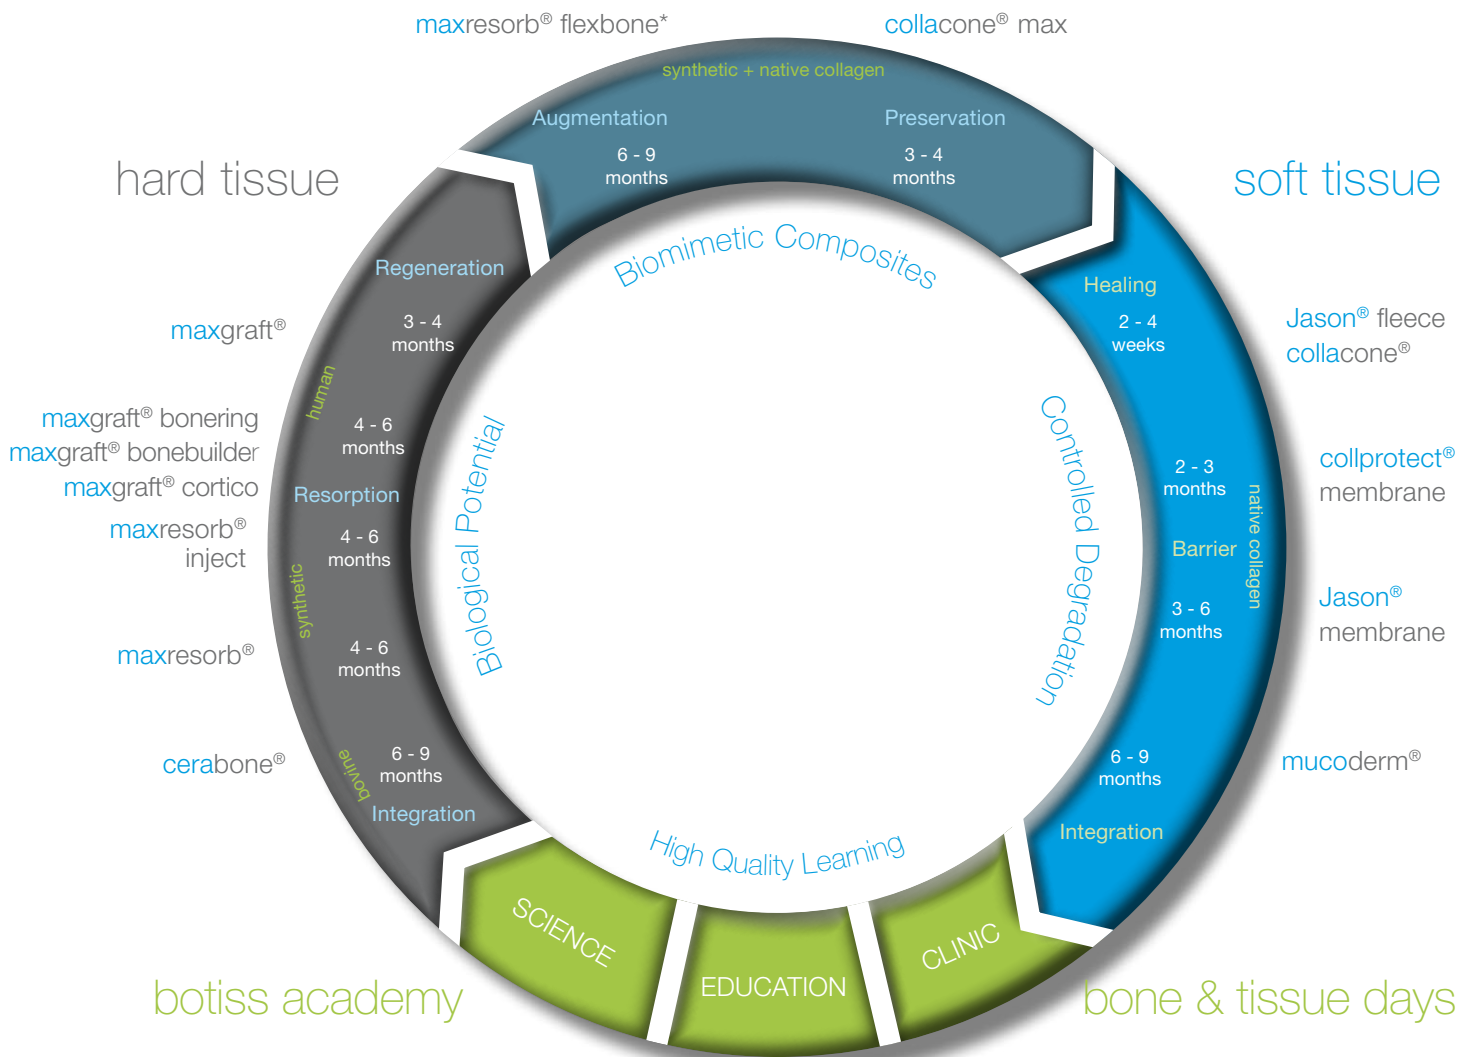 maxresorb® flexbone*
collacone® max
synthetic + native collagen
Augmentation
6 - 9
months
Preservation
3 - 4
months
hard tissue
soft tissue
Biomimetic Composites
Regeneration
3 - 4
months
maxgraft®
human
maxgraft® bonering
maxgraft® bonebuilder
maxgraft® cortico
4 - 6
months
Resorption
maxresorb®
inject
4 - 6
months
synthetic
maxresorb®
4 - 6
months
cerabone®
bovine
6 - 9
months
Integration
Biological Potential
Controlled Degradation
Healing
2 - 4
weeks
Jason® fleece
collacone®
2 - 3
months
collprotect®
membrane
native collagen
Barrier
3 - 6
months
Jason®
membrane
6 - 9
months
mucoderm®
Integration
High Quality Learning
SCIENCE
EDUCATION
CLINIC
botiss academy
bone & tissue days